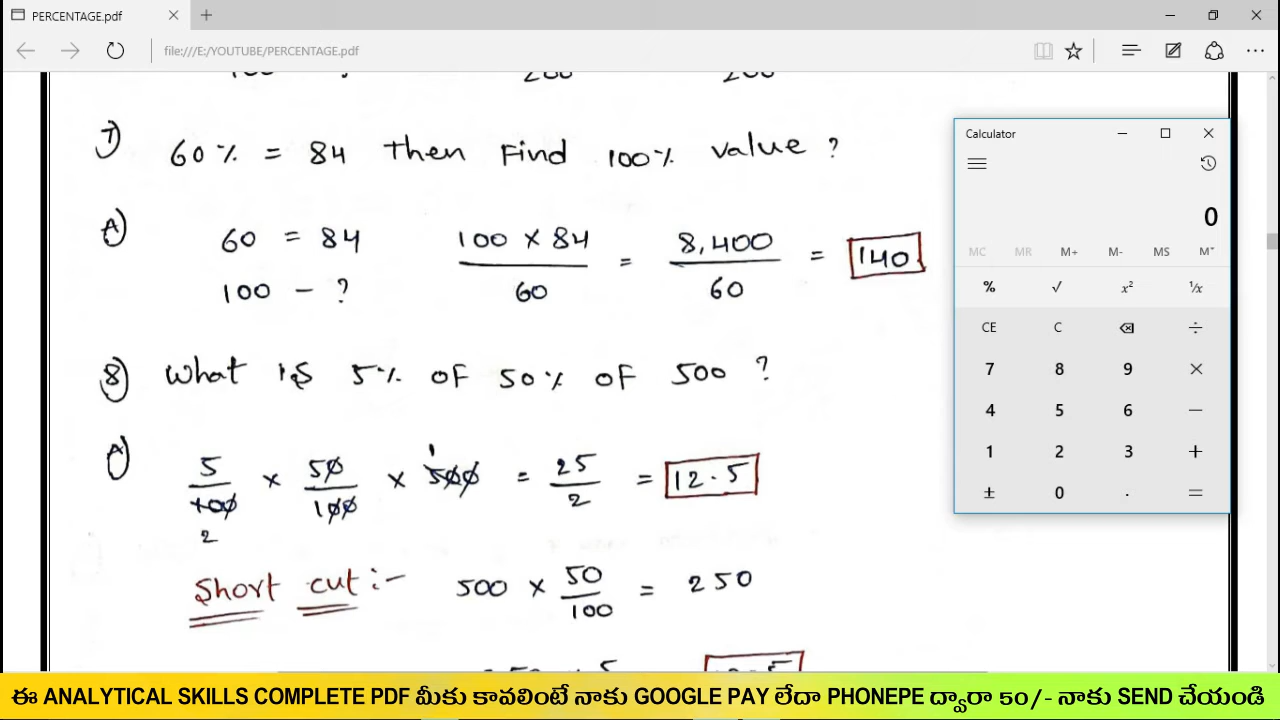 PERCENTAGE.pdf
file:///E:/YOUTUBE/PERCENTAGE.pdf
7) 60% = 84 then Find 100% value ?
A) 60 = 84 100 × 84 / 60 = 8,400 / 60 = 140
100 – ?
8) What is 5% OF 50% OF 500 ?
A) 5/100 × 50/100 × 500 = 25/2 = 12.5
2
1
Short cut :- 500 × 50/100 = 250
Calculator
0
MC MR M+ M- MS M˅
% √ x² ¹/x
CE C ⌫ ÷
7 8 9 ×
4 5 6 −
1 2 3 +
± 0 . =
ఈ ANALYTICAL SKILLS COMPLETE PDF మీకు కావలింటే నాకు GOOGLE PAY లేదా PHONEPE ద్వారా 50/- నాకు SEND చేయండి